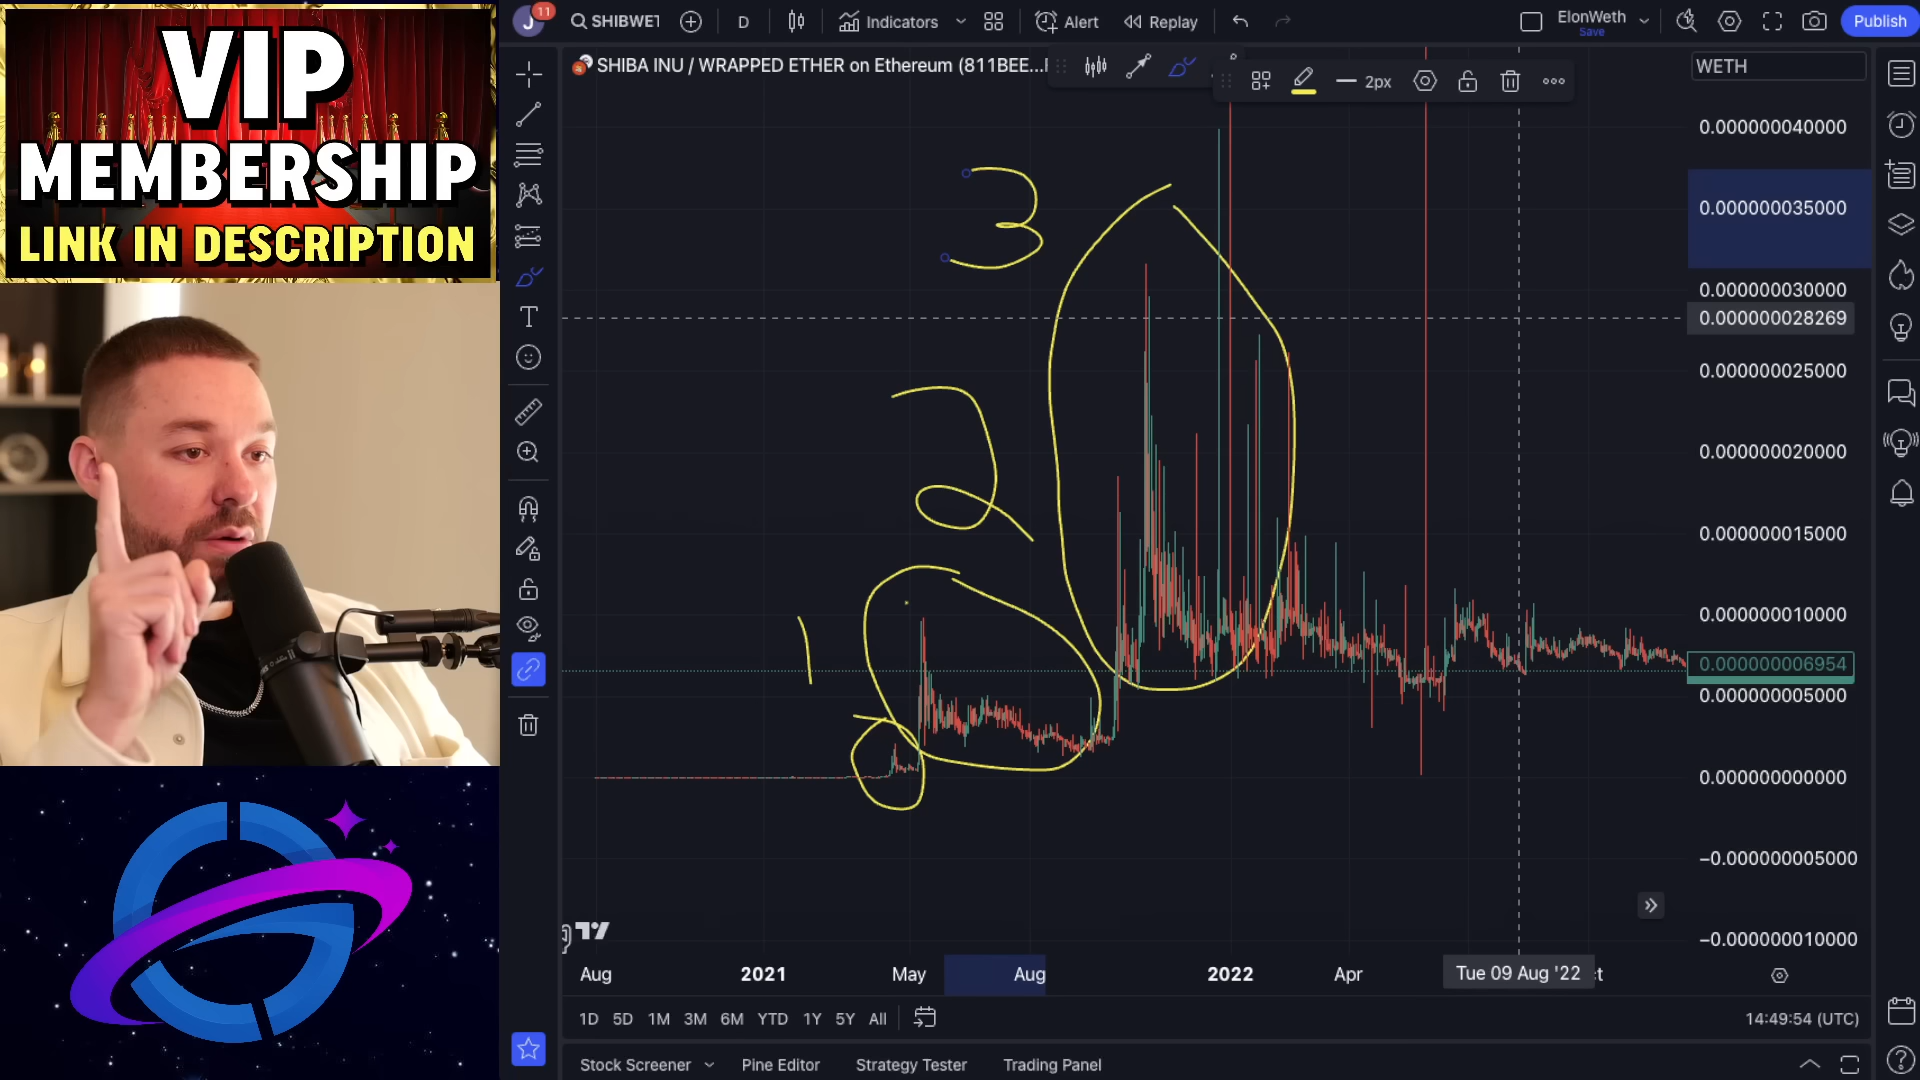 VIP
MEMBERSHIP
LINK IN DESCRIPTION
J
11
SHIBWET
D
Indicators
Alert
Replay
ElonWeth
Save
Publish
SHIBA INU / WRAPPED ETHER on Ethereum (811BEE...
2px
WETH
0.000000040000
0.000000035000
0.000000030000
0.000000028269
0.000000025000
0.000000020000
0.000000015000
0.000000010000
0.000000006954
0.000000005000
0.000000000000
−0.000000005000
−0.000000010000
3
2
1
Aug
2021
May
Aug
2022
Apr
Tue 09 Aug '22
1D 5D 1M 3M 6M YTD 1Y 5Y All
14:49:54 (UTC)
Stock Screener
Pine Editor
Strategy Tester
Trading Panel